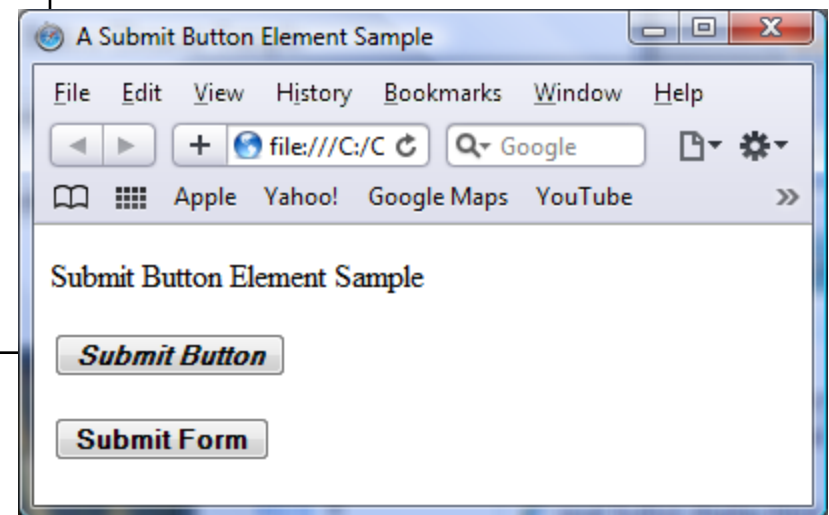 A Submit Button Element Sample
File Edit View History Bookmarks Window Help
file:///C:/C Google
Apple Yahoo! Google Maps YouTube
Submit Button Element Sample
Submit Button
Submit Form